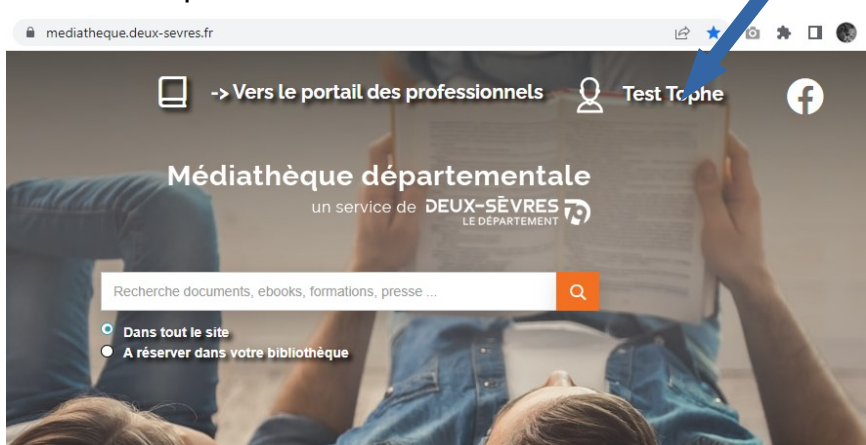 mediatheque.deux-sevres.fr
-> Vers le portail des professionnels
Test Tophe
Médiathèque départementale
un service de DEUX-SÈVRES 79
LE DÉPARTEMENT
Recherche documents, ebooks, formations, presse ...
Dans tout le site
A réserver dans votre bibliothèque